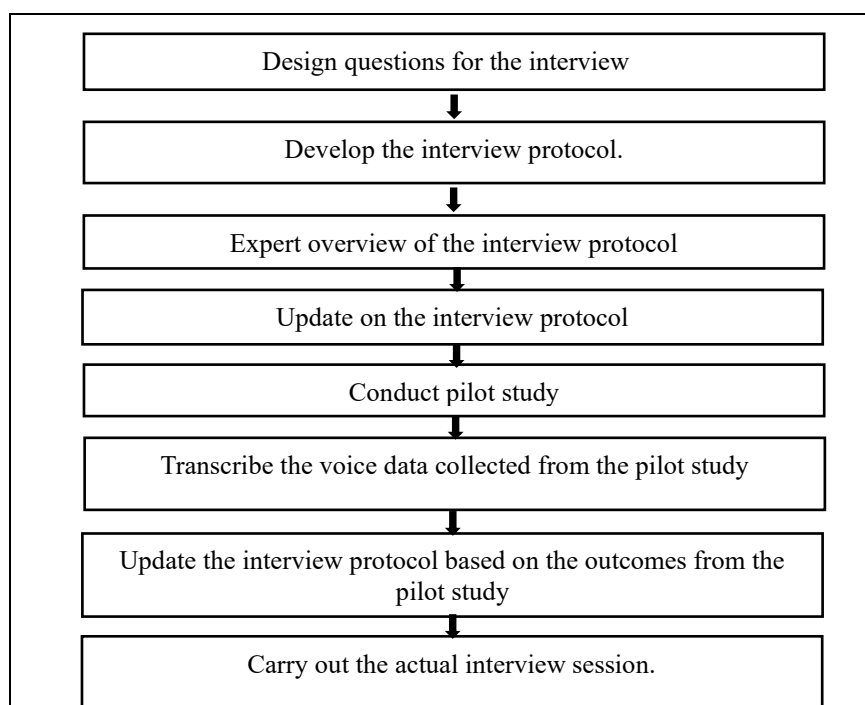 Design questions for the interview
Develop the interview protocol.
Expert overview of the interview protocol
Update on the interview protocol
Conduct pilot study
Transcribe the voice data collected from the pilot study
Update the interview protocol based on the outcomes from the
pilot study
Carry out the actual interview session.